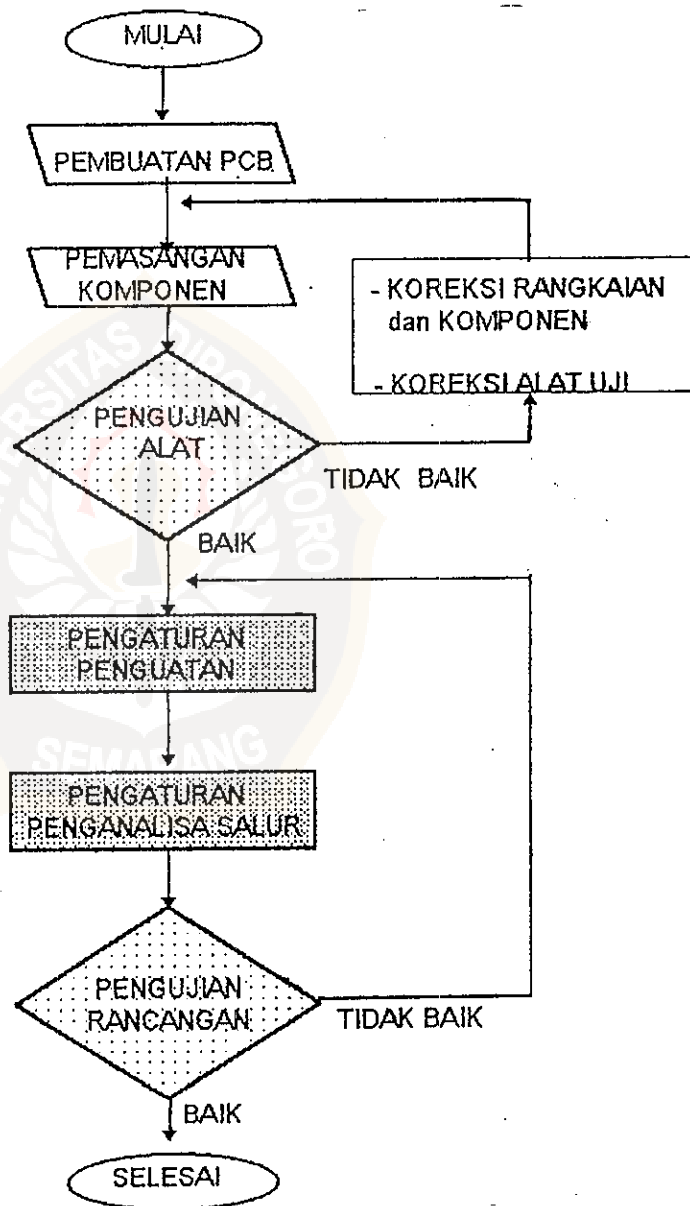 MULAI
PEMBUATAN PCB
PEMASANGAN
KOMPONEN
- KOREKSI RANGKAIAN
dan KOMPONEN
- KOREKSI ALAT UJI
PENGUJIAN
ALAT
TIDAK BAIK
BAIK
PENGATURAN
PENGUATAN
SEMARANG
PENGATURAN
PENGANALISA SALUR
PENGUJIAN
RANCANGAN
TIDAK BAIK
BAIK
SELESAI